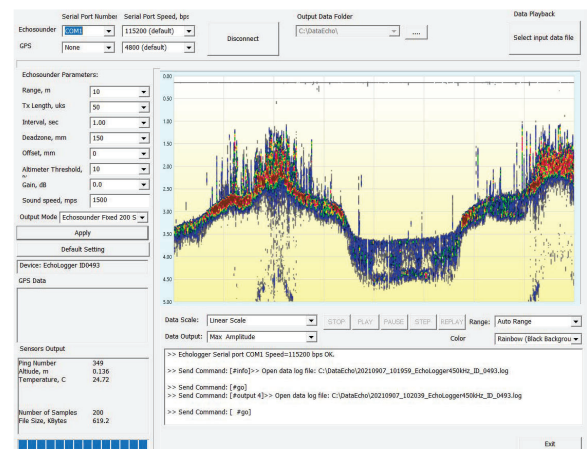 Serial Port Number Serial Port Speed, bps Output Data Folder Data Playback
Echosounder COM1 115200 (default) Disconnect C:\DataEcho\ .... Select input data file
GPS None 4800 (default)
Echosounder Parameters:
Range, m 10
Tx Length, uks 50
Interval, sec 1.00
Deadzone, mm 150
Offset, mm 0
Altimeter Threshold, % 10
Gain, dB 0.0
Sound speed, mps 1500
Output Mode Echosounder Fixed 200 S
Apply
Default Setting
Device: EchoLogger ID0493
GPS Data
Sensors Output
Ping Number 349
Altiude, m 0.136
Temperature, C 24.72
Number of Samples 200
File Size, KBytes 619.2
0.00
0.50
1.00
1.50
2.00
2.50
3.00
3.50
4.00
4.50
5.00
Data Scale: Linear Scale STOP PLAY PAUSE STEP REPLAY Range: Auto Range
Data Output: Max Amplitude Color Rainbow (Black Backgrou
>> Echologger Serial port COM1 Speed=115200 bps OK.
>> Send Command: [#info]>> Open data log file: C:\DataEcho\20210907_101959_EchoLogger450kHz_ID_0493.log
>> Send Command: [#go]
>> Send Command: [#output 4]>> Open data log file: C:\DataEcho\20210907_102039_EchoLogger450kHz_ID_0493.log
>> Send Command: [ #go]
Exit